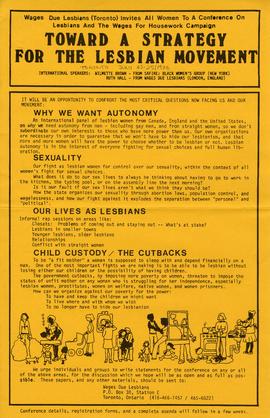 Wages Due Lesbians (Toronto) Invites All Women To A Conference On
Lesbians And The Wages For Housework Campaign
TOWARD A STRATEGY
FOR THE LESBIAN MOVEMENT
TORONTO JULY 1976
INTERNATIONAL SPEAKERS: WILMETTE BROWN - FROM SAFIRE: BLACK WOMEN'S GROUP (NEW YORK)
RUTH HALL - FROM WAGES DUE LESBIANS (LONDON, ENGLAND)
IT WILL BE AN OPPORTUNITY TO CONFRONT THE MOST CRITICAL QUESTIONS NOW FACING US AND OUR
MOVEMENT:
WHY WE WANT AUTONOMY
An international panel of lesbian women from Canada, England and the United States,
on why we need autonomy from men - including gay men, and from straight women, so we don't
subordinate our own interests to those who have more power than us. Our own organizations
are necessary in order to guarantee that we won't have to hide our lesbianism, and that
more and more women will have the power to choose whether to be lesbian or not. Lesbian
autonomy is in the interest of everyone fighting for sexual choices and full human libera-
tion.
SEXUALITY
Our fight as lesbian women for control over our sexuality, within the context of all
women's fight for sexual choices.
What does it do to our sex lives to always be thinking about having to go to work in
the kitchen, the typing pool, or on the assembly line the next morning?
Is it our fault if our sex lives aren't what we think they should be?
How the state organizes our sexuality through abortion laws, population control, and
wagelessness, and how our fight against it explodes the separation between "personal" and
"political".
OUR LIVES AS LESBIANS
Informal rap sessions on areas like:
Closets: Problems of coming out and staying out -- What's at stake?
Lesbians in smaller towns
Younger lesbians, older lesbians
Relationships
Conflict with straight women
CHILD CUSTODY / THE CUTBACKS
To be "fit mother" a woman is supposed to sleep with and depend financially on a
man. One of the most important fights we are making is to be able to be lesbian without
losing either our children or the possibility of having children.
The government cutbacks, by imposing more poverty on women, threaten to impose the
status of unfit mother on any woman who is struggling for her independence, especially
lesbian women, prostitutes, women on welfare, native women, and women prisoners.
How can we organize against our poverty for the power:
To have and keep the children we might want
To live where and with whom we want
To no longer have to hide our lesbianism
We urge individuals and groups to write statements for the conference on any or all
of the above areas, for the discussion which we hope will be as open and as full as pos-
sible. These papers, and any other materials, should be sent to:
Wages Due Lesbians
Box 38, Station E
Toronto, Ontario (416-466-7457 / 465-6822)
Conference details, registration forms, and a complete agenda will follow in a few weeks.